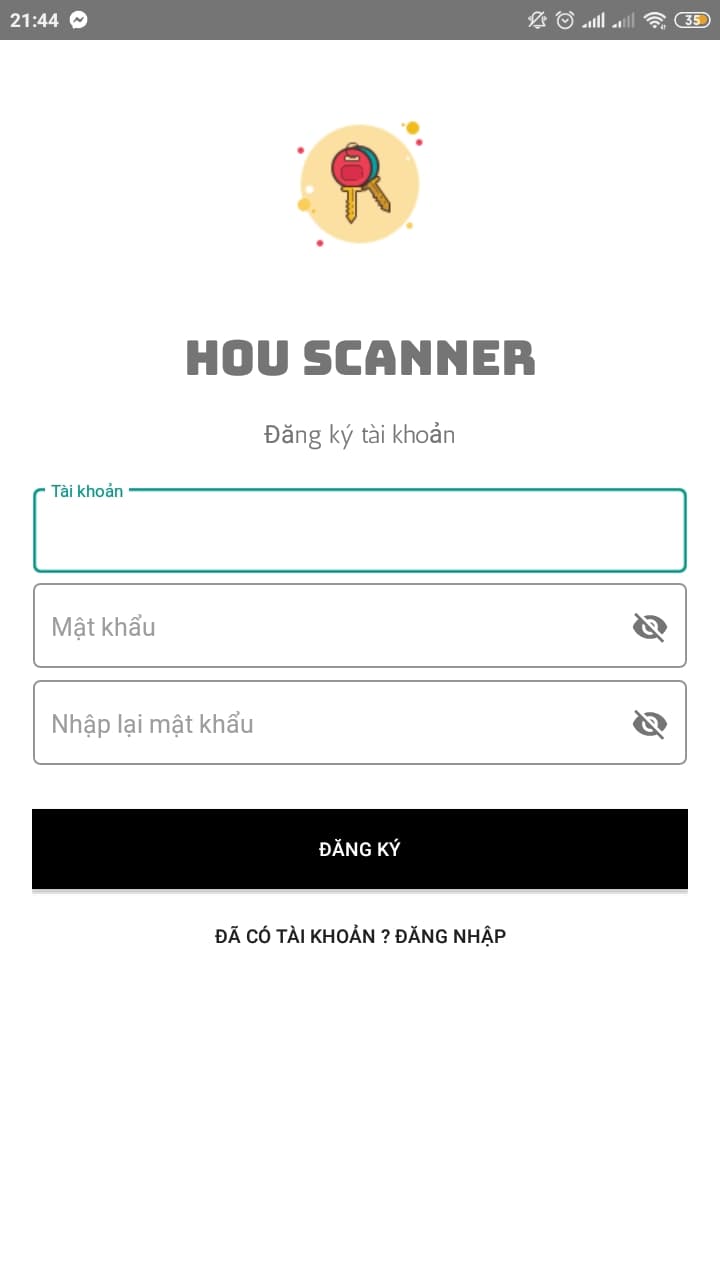 21:44
35
HOU SCANNER
Đăng ký tài khoản
Tài khoản
Mật khẩu
Nhập lại mật khẩu
ĐĂNG KÝ
ĐÃ CÓ TÀI KHOẢN ? ĐĂNG NHẬP